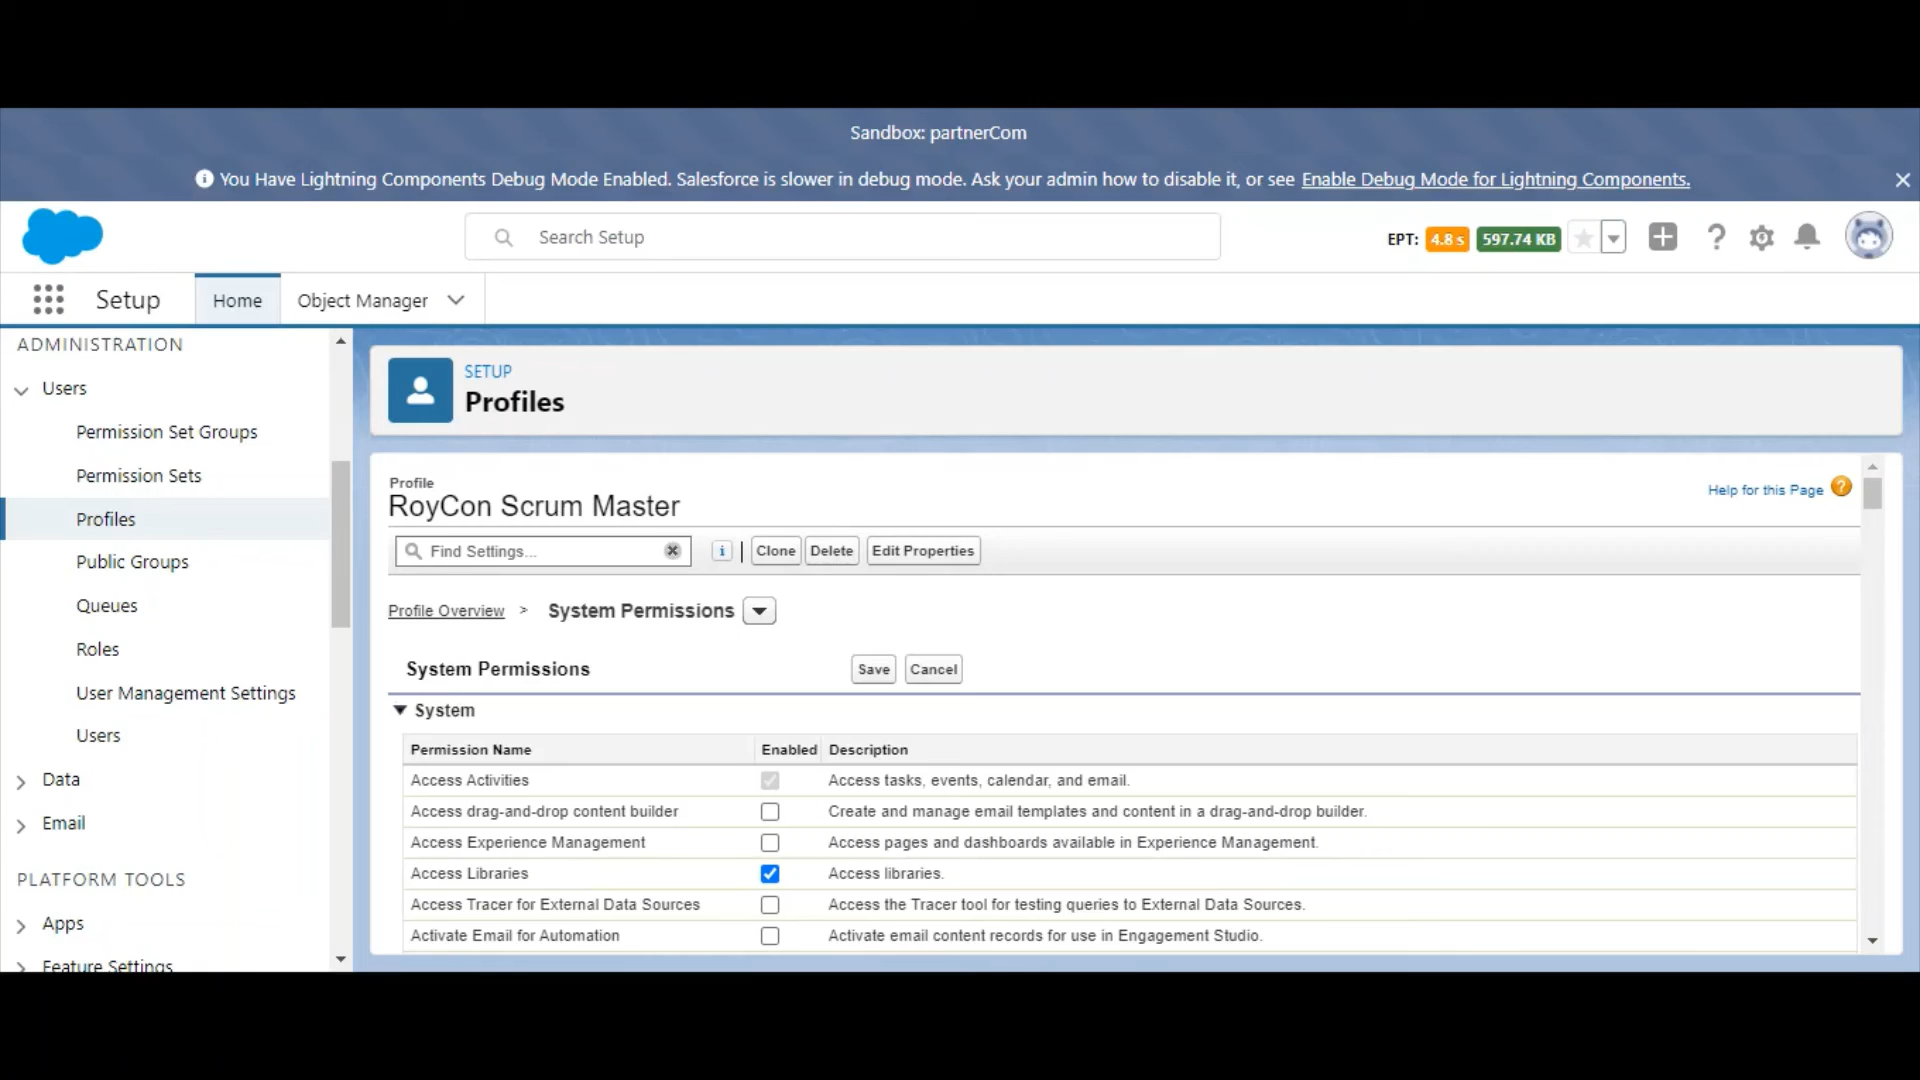 Sandbox: partnerCom
You Have Lightning Components Debug Mode Enabled. Salesforce is slower in debug mode. Ask your admin how to disable it, or see Enable Debug Mode for Lightning Components.
Search Setup
EPT: 4.8 s 597.74 KB
Setup Home Object Manager
ADMINISTRATION
Users
Permission Set Groups
Permission Sets
Profiles
Public Groups
Queues
Roles
User Management Settings
Users
Data
Email
PLATFORM TOOLS
Apps
Feature Settings
SETUP
Profiles
Profile
RoyCon Scrum Master
Help for this Page
Find Settings... Clone Delete Edit Properties
Profile Overview > System Permissions
System Permissions Save Cancel
System
Permission Name Enabled Description
Access Activities Access tasks, events, calendar, and email.
Access drag-and-drop content builder Create and manage email templates and content in a drag-and-drop builder.
Access Experience Management Access pages and dashboards available in Experience Management.
Access Libraries Access libraries.
Access Tracer for External Data Sources Access the Tracer tool for testing queries to External Data Sources.
Activate Email for Automation Activate email content records for use in Engagement Studio.